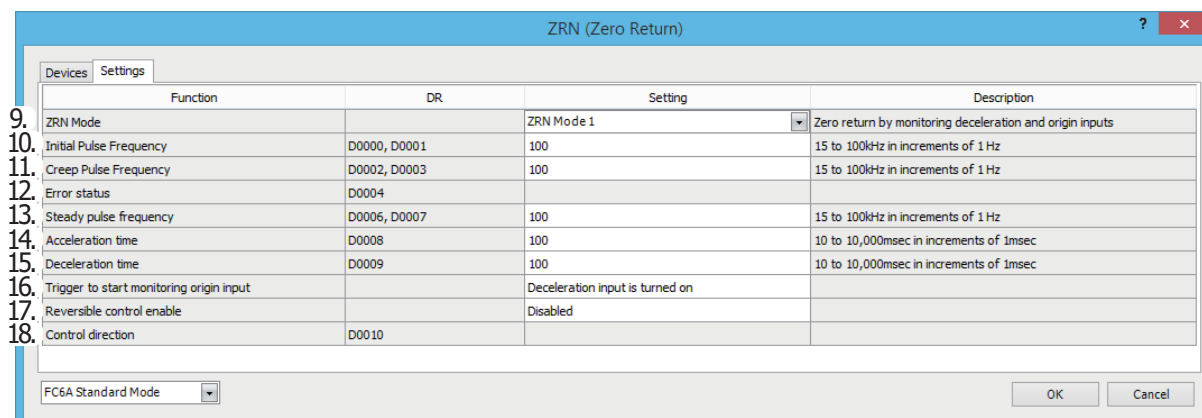 ZRN (Zero Return) ? ×
Devices Settings
Function DR Setting Description
9. ZRN Mode ZRN Mode 1 Zero return by monitoring deceleration and origin inputs
10. Initial Pulse Frequency D0000, D0001 100 15 to 100kHz in increments of 1 Hz
11. Creep Pulse Frequency D0002, D0003 100 15 to 100kHz in increments of 1 Hz
12. Error status D0004
13. Steady pulse frequency D0006, D0007 100 15 to 100kHz in increments of 1 Hz
14. Acceleration time D0008 100 10 to 10,000msec in increments of 1msec
15. Deceleration time D0009 100 10 to 10,000msec in increments of 1msec
16. Trigger to start monitoring origin input Deceleration input is turned on
17. Reversible control enable Disabled
18. Control direction D0010
FC6A Standard Mode OK Cancel